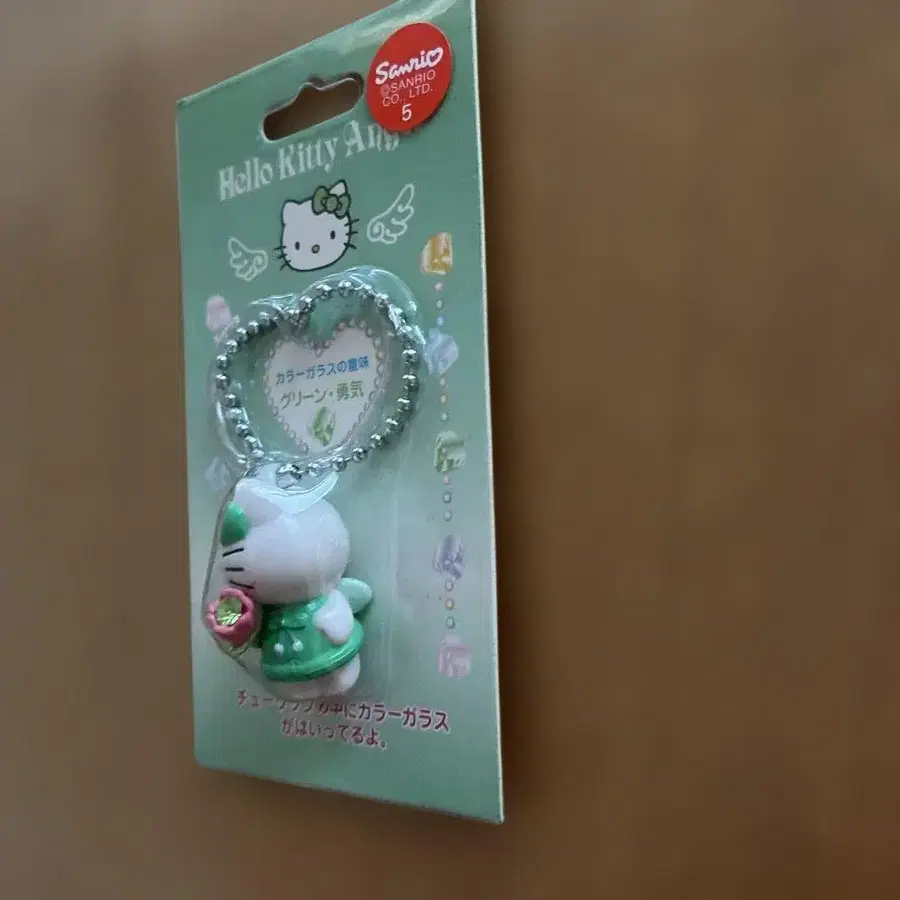 Sanrio
©SANRIO
CO., LTD.
5
Hello Kitty
カラーガラスの意味
グリーン・勇気
中にカラーガラス
がはいってるよ。